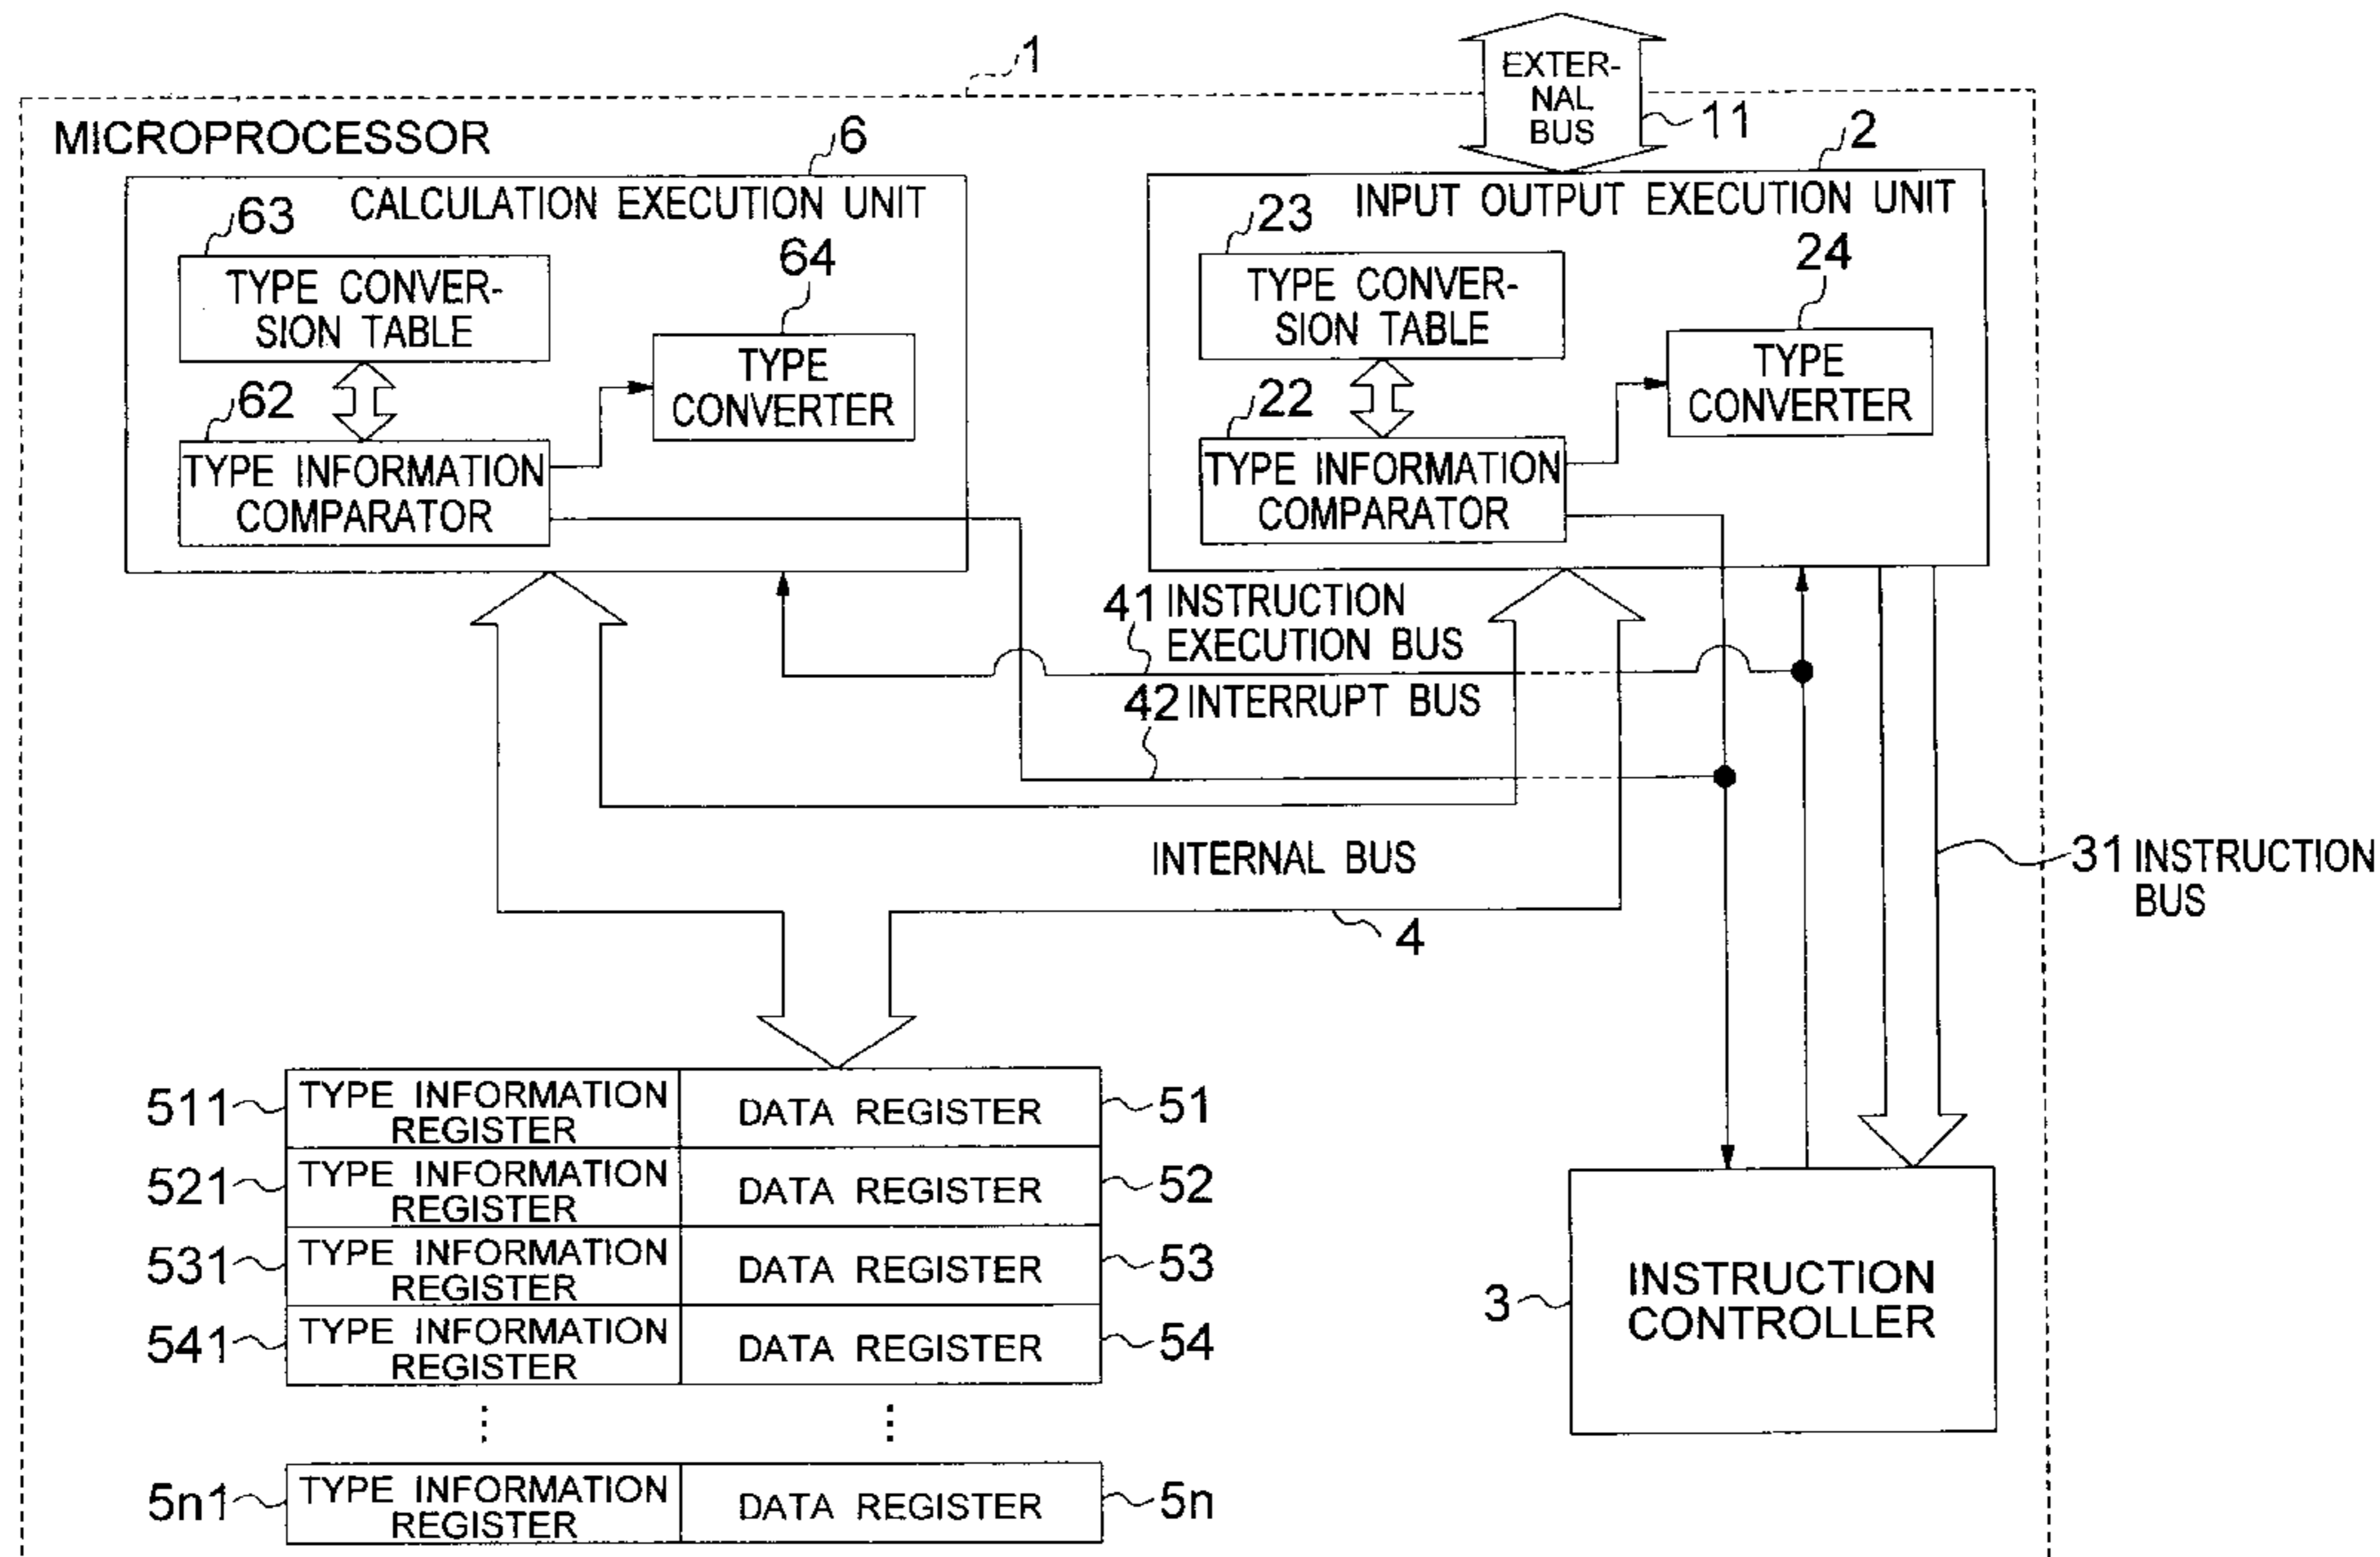 1
EXTER-
NAL
BUS
11
MICROPROCESSOR
6
2
CALCULATION EXECUTION UNIT
INPUT OUTPUT EXECUTION UNIT
63
TYPE CONVER-
SION TABLE
64
TYPE
CONVERTER
62
TYPE INFORMATION
COMPARATOR
23
TYPE CONVER-
SION TABLE
24
TYPE
CONVERTER
22
TYPE INFORMATION
COMPARATOR
41 INSTRUCTION
EXECUTION BUS
42 INTERRUPT BUS
INTERNAL BUS
4
31 INSTRUCTION
BUS
511
TYPE INFORMATION
REGISTER
DATA REGISTER
51
521
TYPE INFORMATION
REGISTER
DATA REGISTER
52
531
TYPE INFORMATION
REGISTER
DATA REGISTER
53
541
TYPE INFORMATION
REGISTER
DATA REGISTER
54
⋮ ⋮
5n1
TYPE INFORMATION
REGISTER
DATA REGISTER
5n
3
INSTRUCTION
CONTROLLER